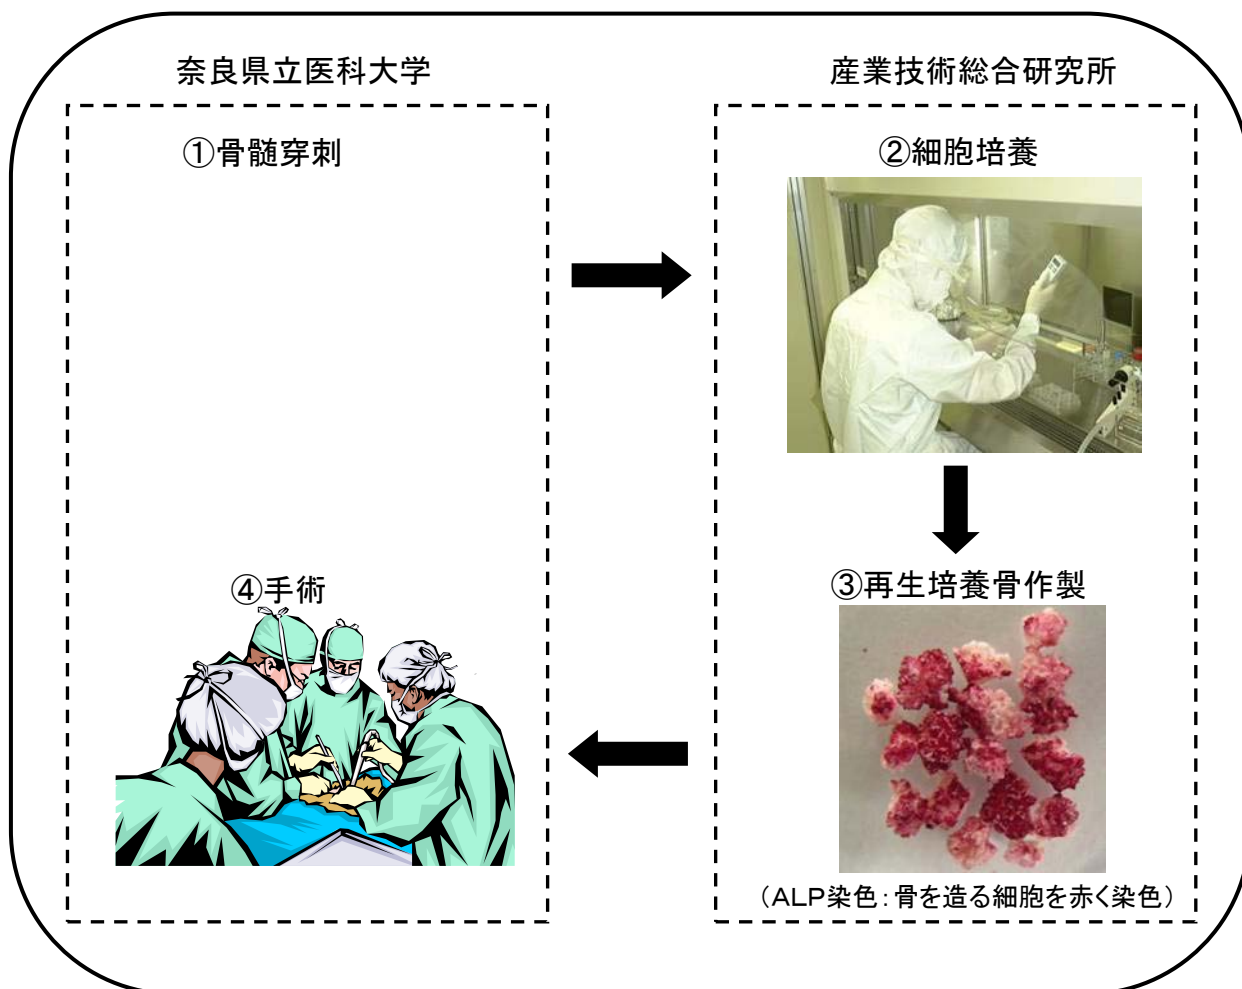 奈良県立医科大学
産業技術総合研究所
①骨髄穿刺
②細胞培養
③再生培養骨作製
（ALP染色：骨を造る細胞を赤く染色）
④手術